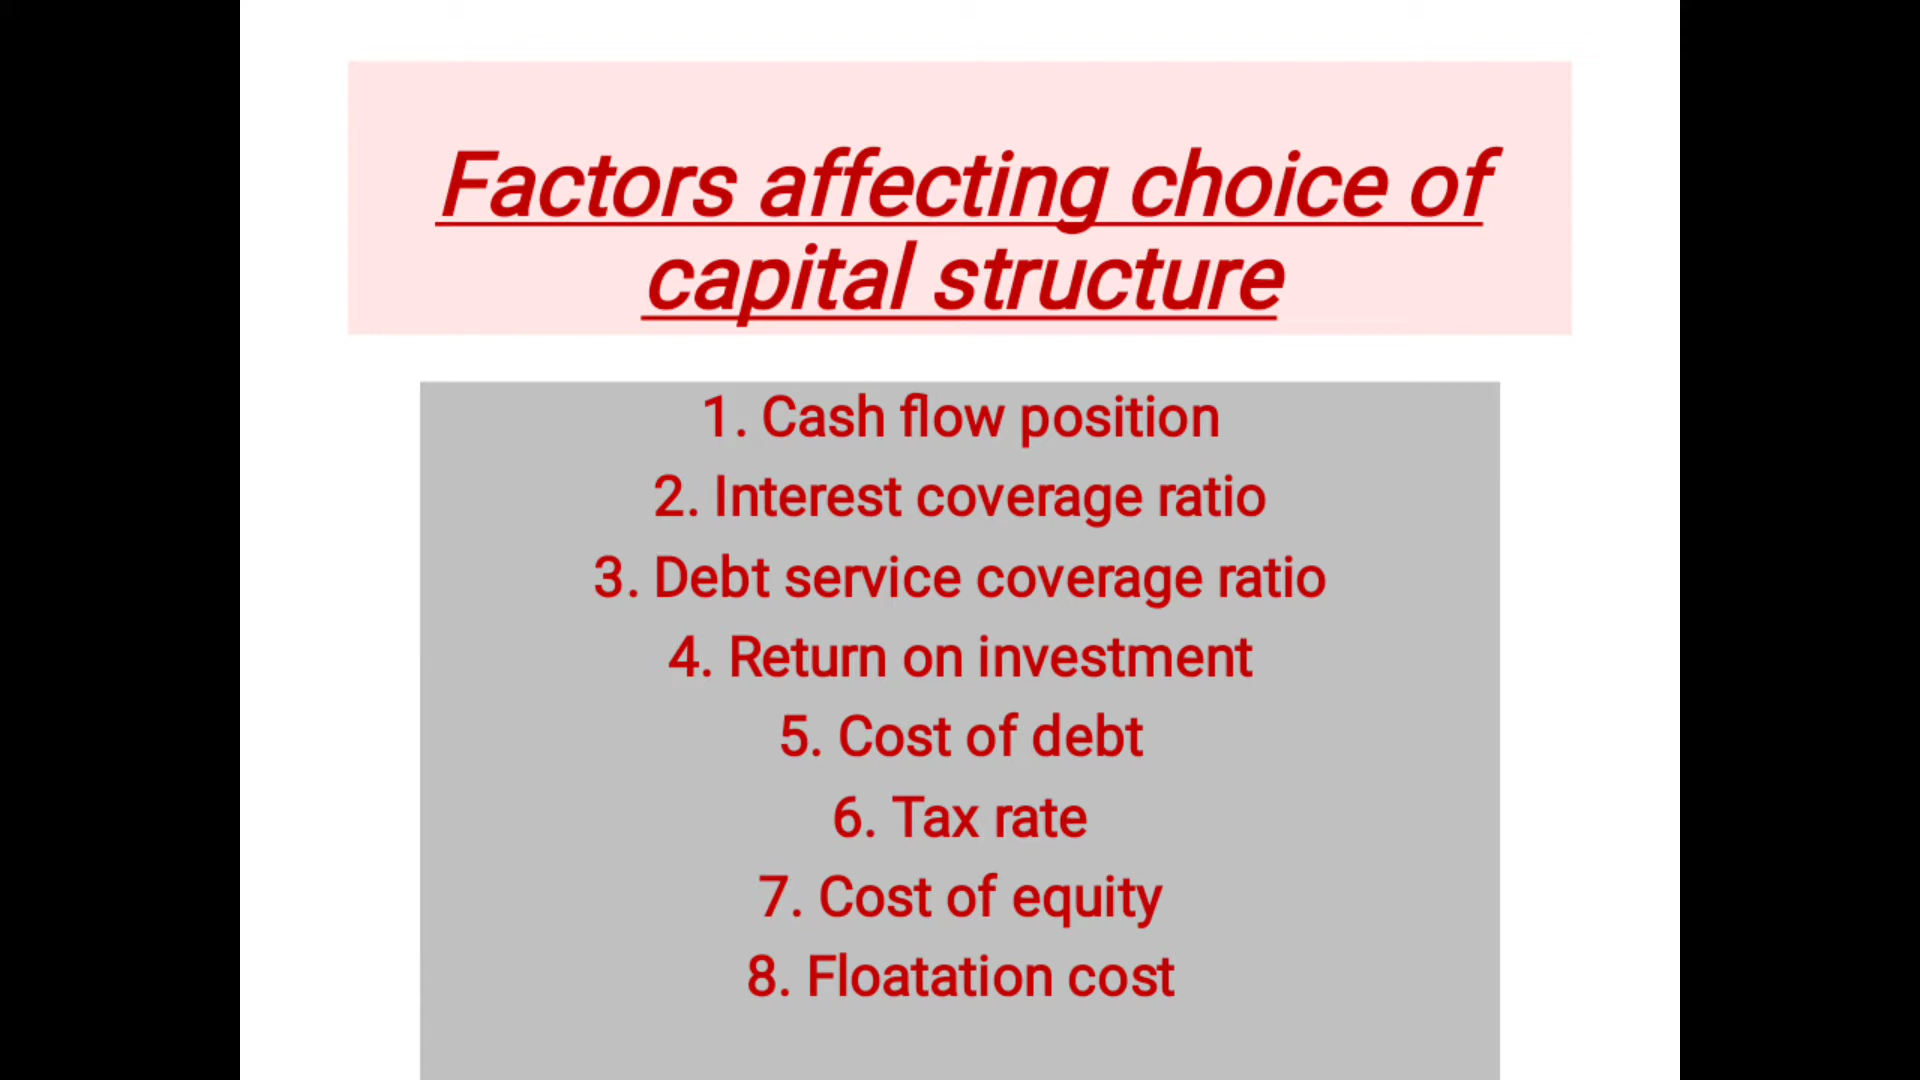 Factors affecting choice of
capital structure
1. Cash flow position
2. Interest coverage ratio
3. Debt service coverage ratio
4. Return on investment
5. Cost of debt
6. Tax rate
7. Cost of equity
8. Floatation cost